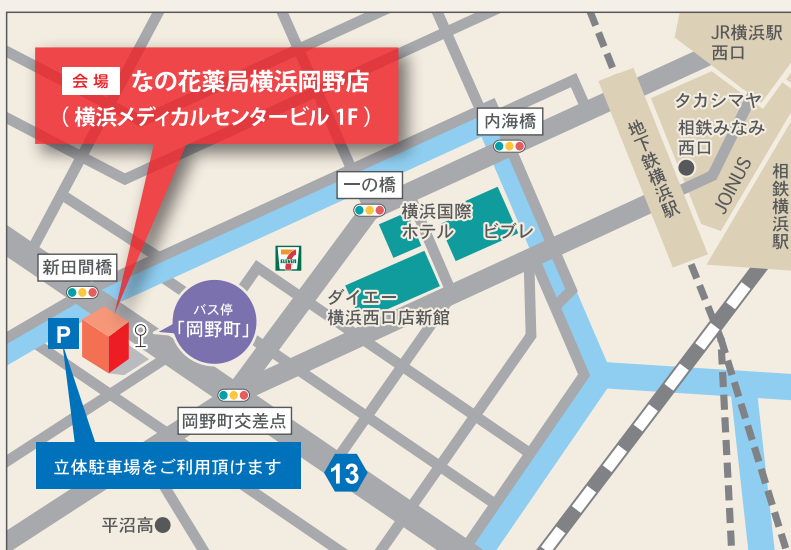 JR横浜駅
西口
会場 なの花薬局横浜岡野店
（ 横浜メディカルセンタービル 1F ）
タカシマヤ
相鉄みなみ
西口
内海橋
地下鉄横浜駅
JOINUS
相鉄横浜駅
一の橋
横浜国際
ホテル
ビブレ
7
ELEVEN
新田間橋
ダイエー
横浜西口店新館
バス停
「岡野町」
P
岡野町交差点
立体駐車場をご利用頂けます
13
平沼高